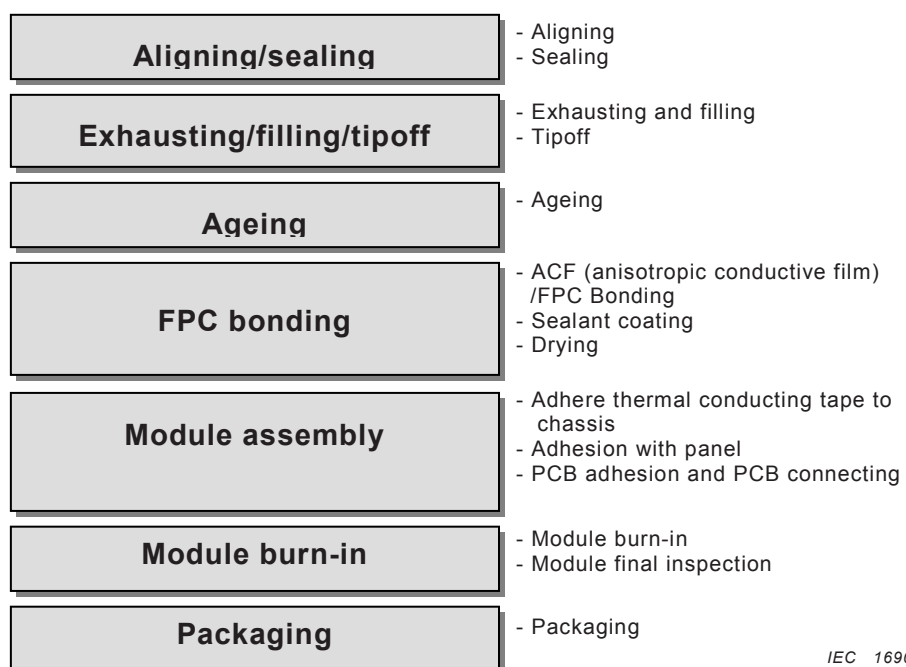 Aligning/sealing
- Aligning
- Sealing
Exhausting/filling/tipoff
- Exhausting and filling
- Tipoff
Ageing
- Ageing
FPC bonding
- ACF (anisotropic conductive film)
/FPC Bonding
- Sealant coating
- Drying
Module assembly
- Adhere thermal conducting tape to
chassis
- Adhesion with panel
- PCB adhesion and PCB connecting
Module burn-in
- Module burn-in
- Module final inspection
Packaging
- Packaging
IEC